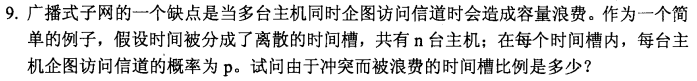 9. 广播式子网的一个缺点是当多台主机同时企图访问信道时会造成容量浪费。作为一个简
单的例子，假设时间被分成了离散的时间槽，共有 n 台主机；在每个时间槽内，每台主
机企图访问信道的概率为 p。试问由于冲突而被浪费的时间槽比例是多少？